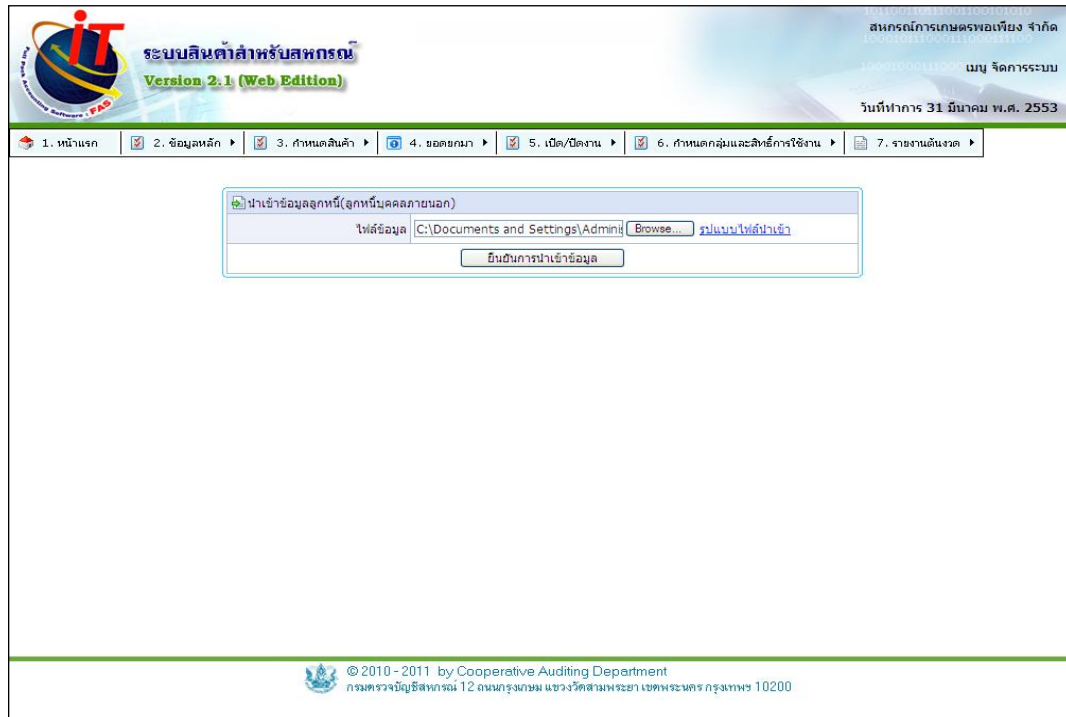 สหกรณ์การเกษตรพอเพียง จำกัด
ระบบสินค้าสำหรับสหกรณ์
Version 2.1 (Web Edition)
เมนู จัดการระบบ
วันที่ทำการ 31 มีนาคม พ.ศ. 2553
iT
Full Pack Accounting Software : FAS
1. หน้าแรก 2. ข้อมูลหลัก 3. กำหนดสินค้า 4. ยอดยกมา 5. เปิด/ปิดงาน 6. กำหนดกลุ่มและสิทธิ์การใช้งาน 7. รายงานต้นงวด
นำเข้าข้อมูลลูกหนี้(ลูกหนี้บุคคลภายนอก)
ไฟล์ข้อมูล C:\Documents and Settings\Adminis Browse... รูปแบบไฟล์นำเข้า
ยืนยันการนำเข้าข้อมูล
© 2010 - 2011 by Cooperative Auditing Department
กรมตรวจบัญชีสหกรณ์ 12 ถนนกรุงเกษม แขวงวัดสามพระยา เขตพระนคร กรุงเทพฯ 10200